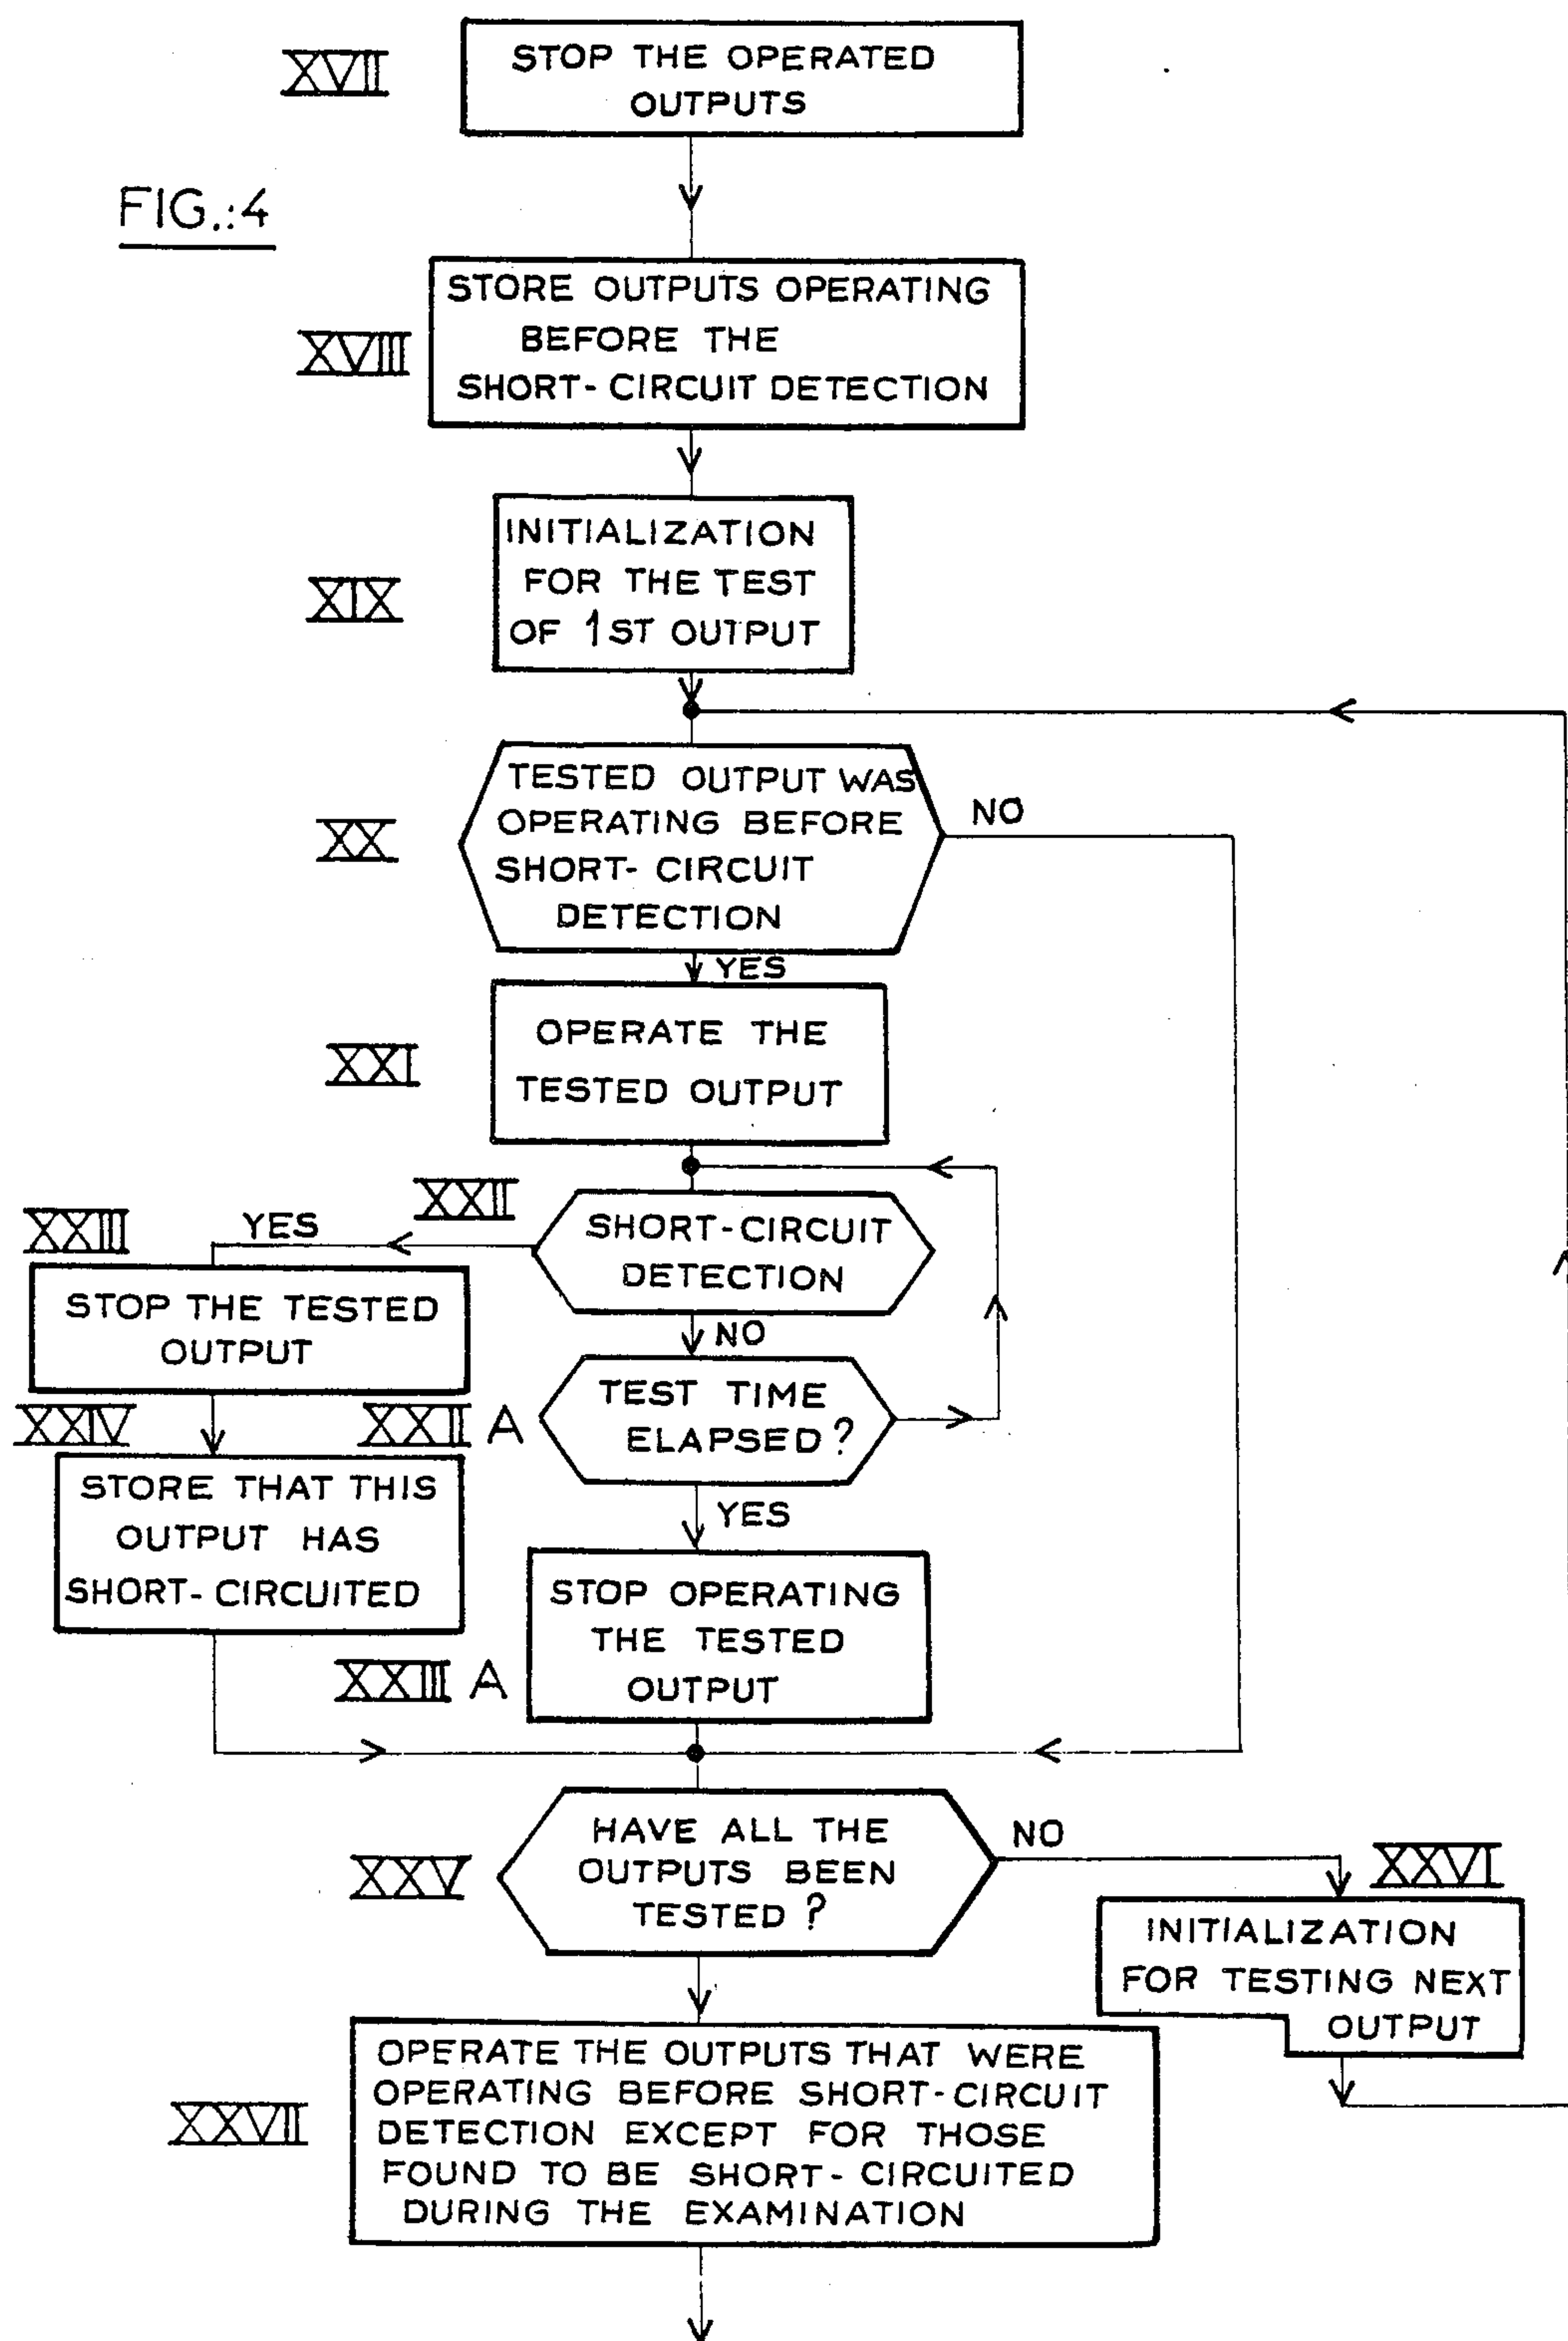 XVII
STOP THE OPERATED
OUTPUTS
FIG.:4
XVIII
STORE OUTPUTS OPERATING
BEFORE THE
SHORT-CIRCUIT DETECTION
XIX
INITIALIZATION
FOR THE TEST
OF 1ST OUTPUT
XX
TESTED OUTPUT WAS
OPERATING BEFORE
SHORT-CIRCUIT
DETECTION
NO
YES
XXI
OPERATE THE
TESTED OUTPUT
XXII
SHORT-CIRCUIT
DETECTION
YES
NO
XXIII
STOP THE TESTED
OUTPUT
XXII A
TEST TIME
ELAPSED?
YES
XXIV
STORE THAT THIS
OUTPUT HAS
SHORT-CIRCUITED
XXIII A
STOP OPERATING
THE TESTED
OUTPUT
XXV
HAVE ALL THE
OUTPUTS BEEN
TESTED?
NO
XXVI
INITIALIZATION
FOR TESTING NEXT
OUTPUT
XXVII
OPERATE THE OUTPUTS THAT WERE
OPERATING BEFORE SHORT-CIRCUIT
DETECTION EXCEPT FOR THOSE
FOUND TO BE SHORT-CIRCUITED
DURING THE EXAMINATION